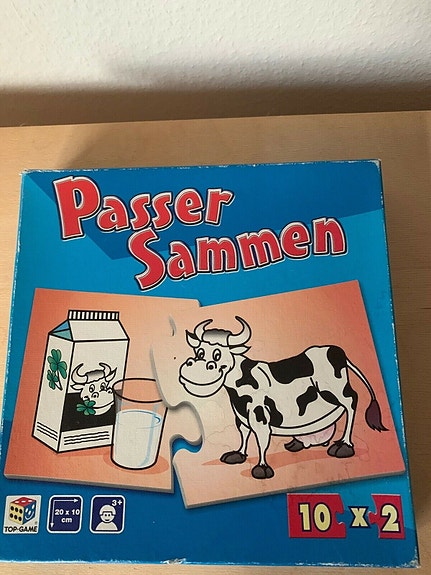 Passer
Sammen
TOP-GAME
20 x 10
cm
3+
10 x 2